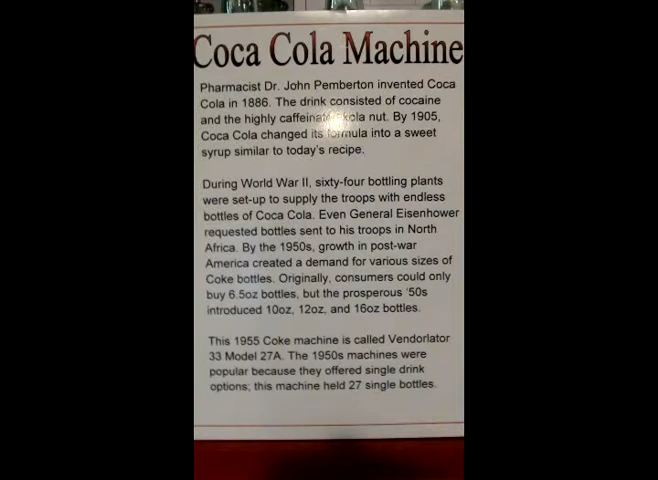 Coca Cola Machine
Pharmacist Dr. John Pemberton invented Coca
Cola in 1886. The drink consisted of cocaine
and the highly caffeinated kola nut. By 1905,
Coca Cola changed its formula into a sweet
syrup similar to today's recipe.
During World War II, sixty-four bottling plants
were set-up to supply the troops with endless
bottles of Coca Cola. Even General Eisenhower
requested bottles sent to his troops in North
Africa. By the 1950s, growth in post-war
America created a demand for various sizes of
Coke bottles. Originally, consumers could only
buy 6.5oz bottles, but the prosperous '50s
introduced 10oz, 12oz, and 16oz bottles.
This 1955 Coke machine is called Vendorlator
33 Model 27A. The 1950s machines were
popular because they offered single drink
options; this machine held 27 single bottles.